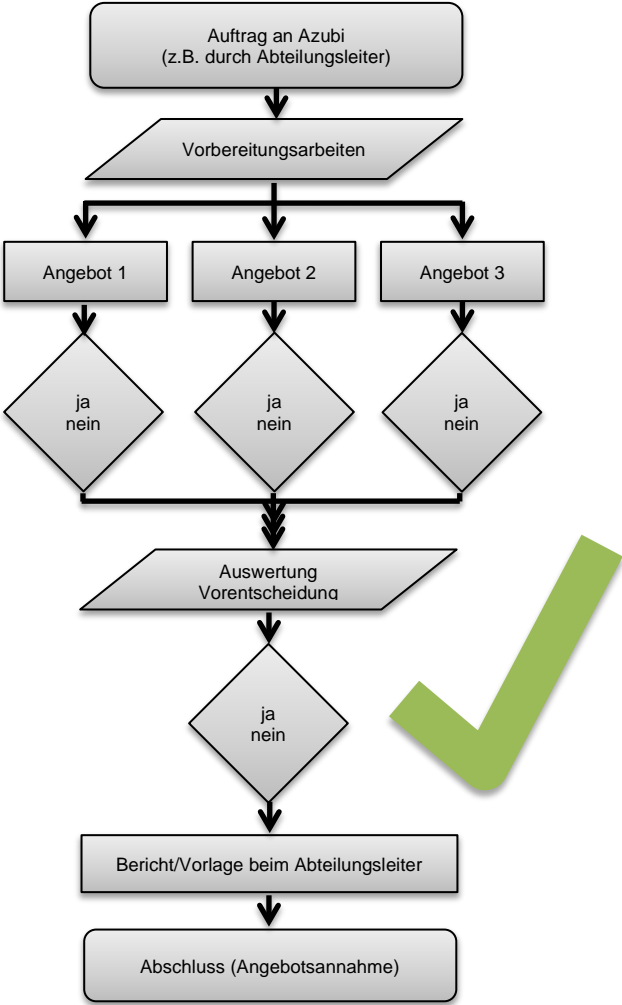 Auftrag an Azubi
(z.B. durch Abteilungsleiter)
Vorbereitungsarbeiten
Angebot 1
Angebot 2
Angebot 3
ja
nein
ja
nein
ja
nein
Auswertung
Vorentscheidung
ja
nein
Bericht/Vorlage beim Abteilungsleiter
Abschluss (Angebotsannahme)